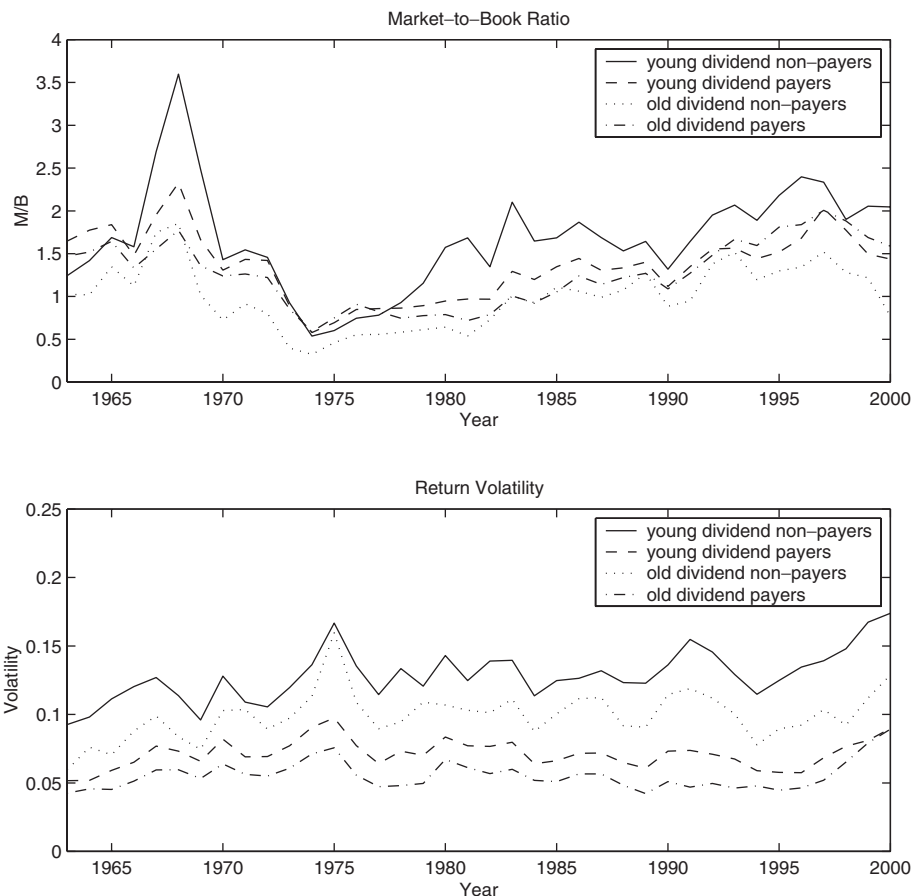 Market–to–Book Ratio
4
3.5
3
2.5
2
1.5
1
0.5
0
M/B
young dividend non–payers
young dividend payers
old dividend non–payers
old dividend payers
1965 1970 1975 1980 1985 1990 1995 2000
Year
Return Volatility
0.25
0.2
0.15
0.1
0.05
0
Volatility
young dividend non–payers
young dividend payers
old dividend non–payers
old dividend payers
1965 1970 1975 1980 1985 1990 1995 2000
Year